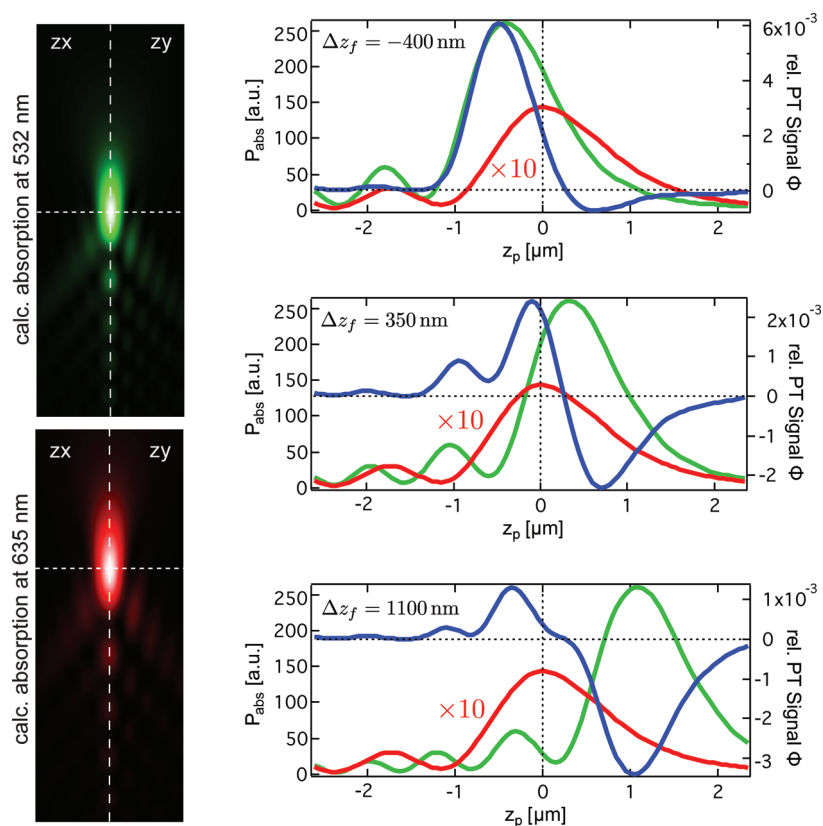 zx zy
calc. absorption at 532 nm
zx zy
calc. absorption at 635 nm
Δz_f = −400 nm
×10
P_abs [a.u.]
250
200
150
100
50
0
-2 -1 0 1 2
z_p [µm]
6x10⁻³
4
2
0
rel. PT Signal Φ
Δz_f = 350 nm
×10
P_abs [a.u.]
250
200
150
100
50
0
-2 -1 0 1 2
z_p [µm]
2x10⁻³
1
0
-1
-2
rel. PT Signal Φ
Δz_f = 1100 nm
×10
P_abs [a.u.]
250
200
150
100
50
0
-2 -1 0 1 2
z_p [µm]
1x10⁻³
0
-1
-2
-3
rel. PT Signal Φ